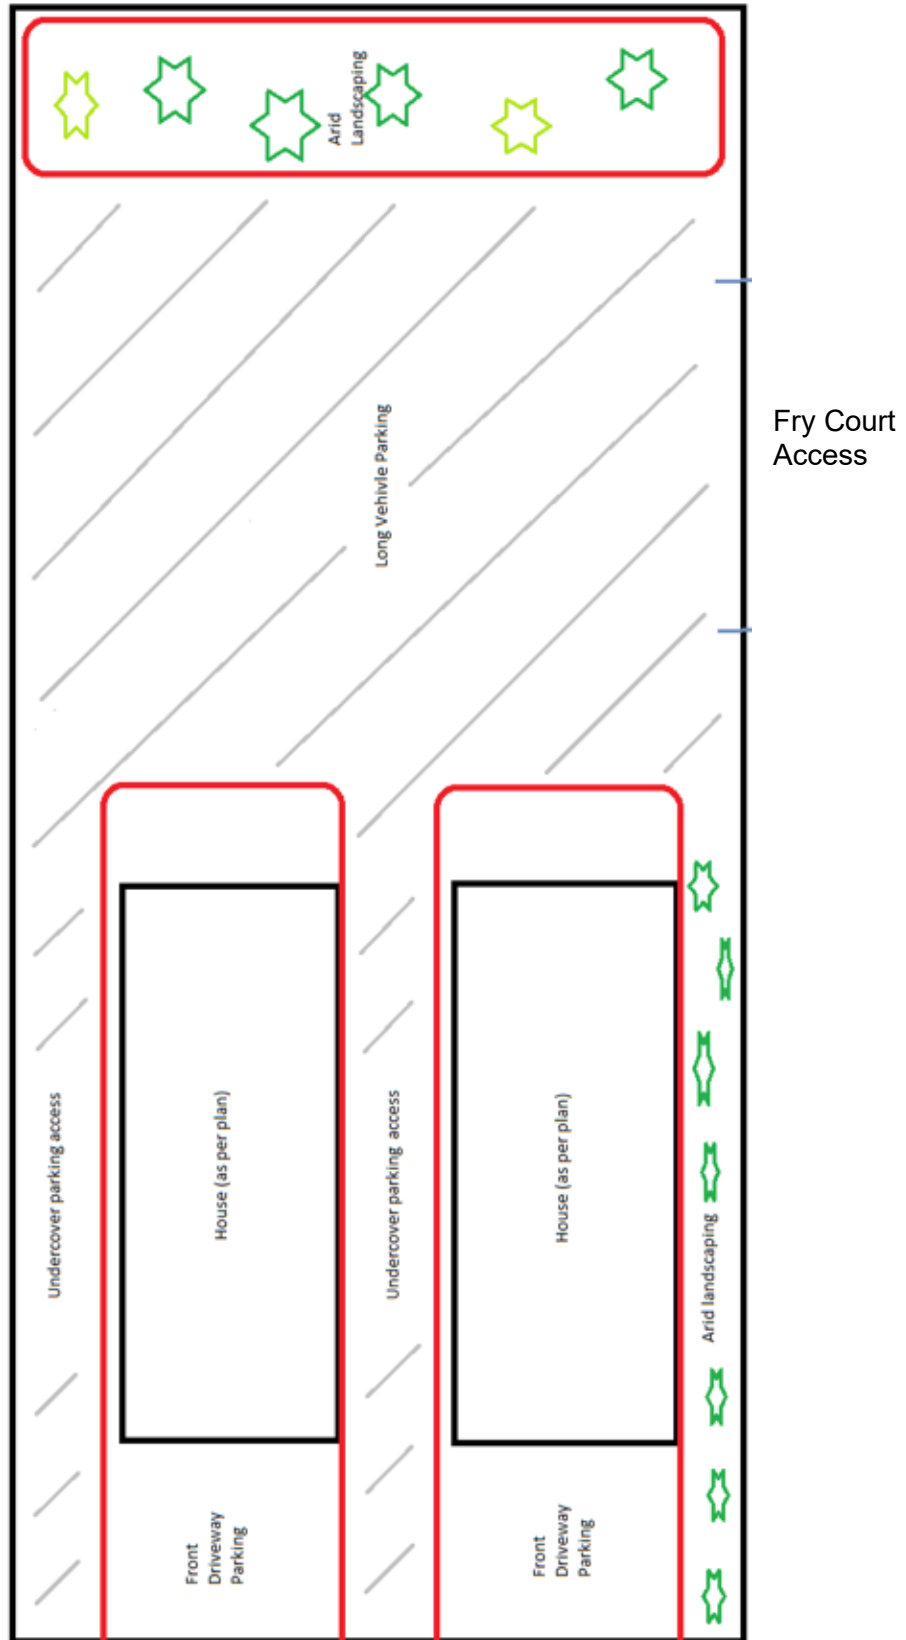 Arid
Landscaping
Long Vehivle Parking
Fry Court
Access
Undercover parking access
House (as per plan)
Undercover parking access
House (as per plan)
Arid landscaping
Front
Driveway
Parking
Front
Driveway
Parking